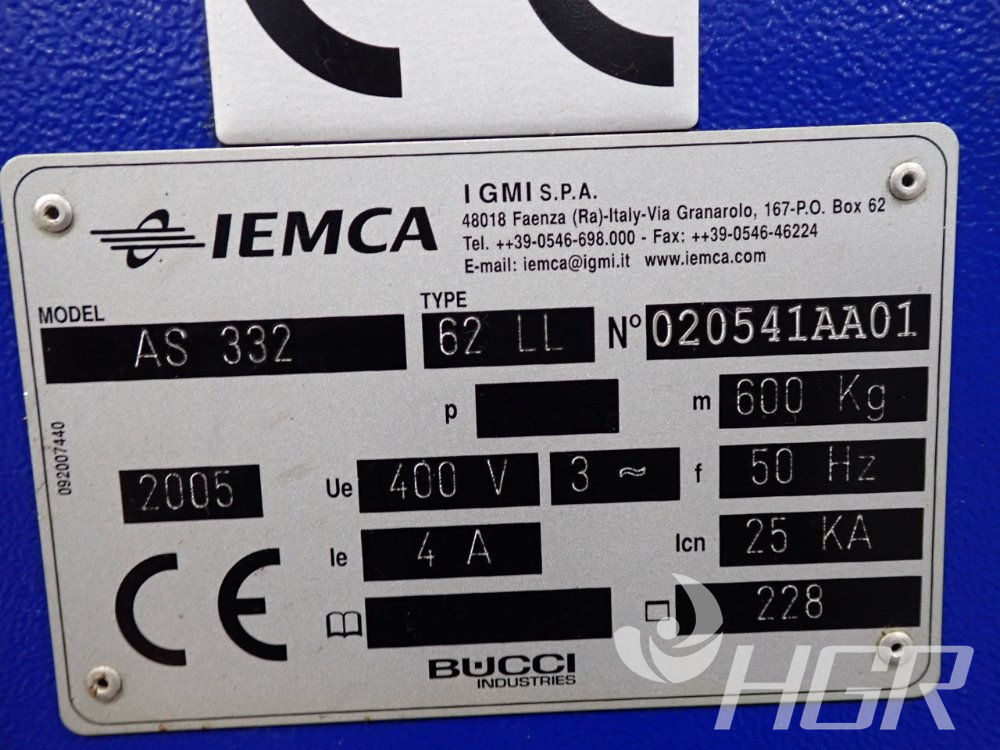 CE
IEMCA
I GMI S.P.A.
48018 Faenza (Ra)-Italy-Via Granarolo, 167-P.O. Box 62
Tel. ++39-0546-698.000 - Fax: ++39-0546-46224
E-mail: iemca@igmi.it www.iemca.com
MODEL AS 332 TYPE 62 LL N° 020541AA01
p m 600 Kg
2005 Ue 400 V 3 ~ f 50 Hz
Ie 4 A Icn 25 KA
228
CE
BUCCI
INDUSTRIES
092007440
HGR